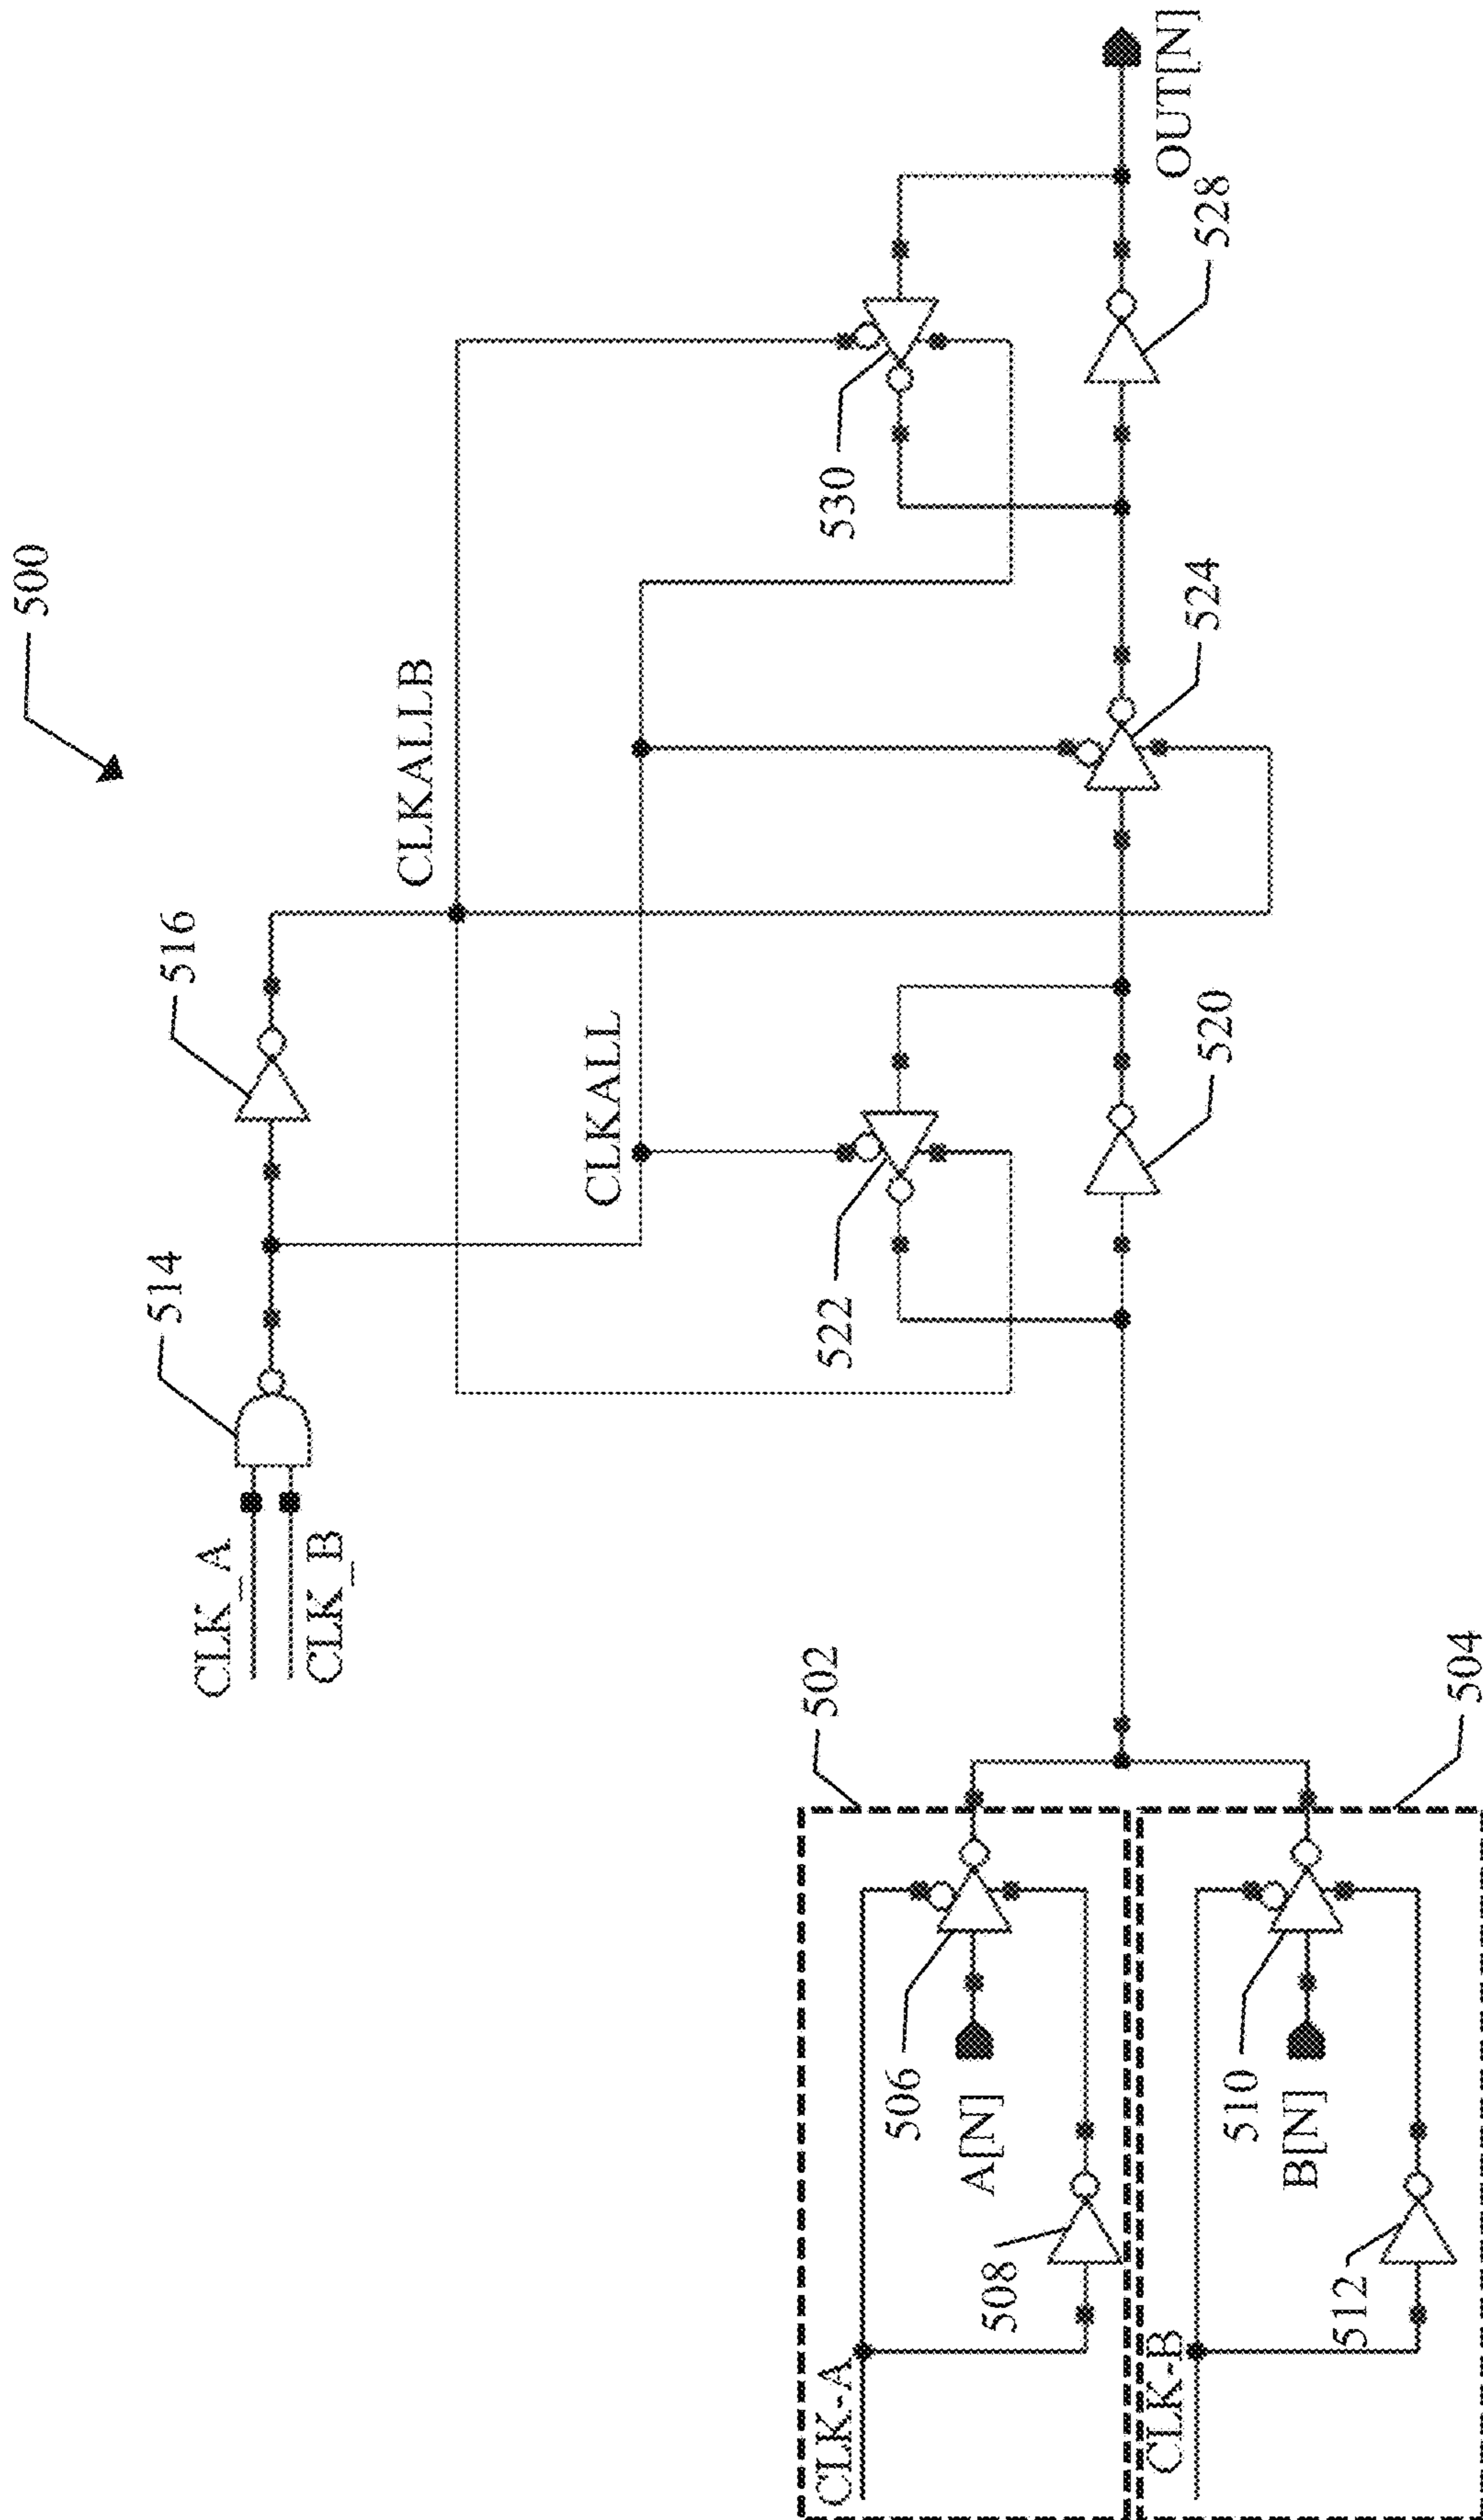 500
514
516
CLK_A
CLK_B
CLKALLB
CLKALL
502
522
530
CLK-A
506
A[N]
508
520
524
528
OUT[N]
CLK-B
510
B[N]
512
504